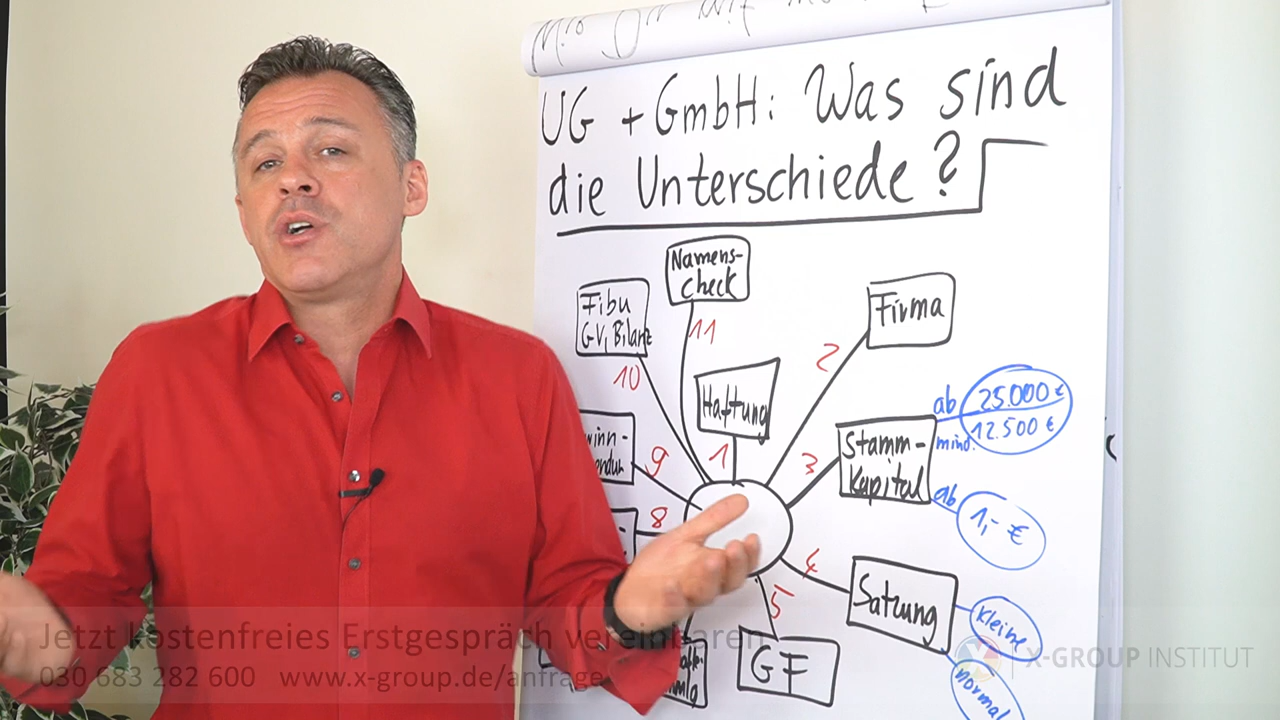 UG + GmbH: Was sind
die Unterschiede?
Namens-
check
11
Fibu
GV, Bilanz
10
Firma
2
Haftung
1
Stamm-
Kapital
3
ab 25.000 €
mind. 12.500 €
ab 1,- €
9
8
Satzung
4
kleine
normal
GF
5
Jetzt kostenfreies Erstgespräch vereinbaren
030 683 282 600 www.x-group.de/anfrage
X-GROUP INSTITUT